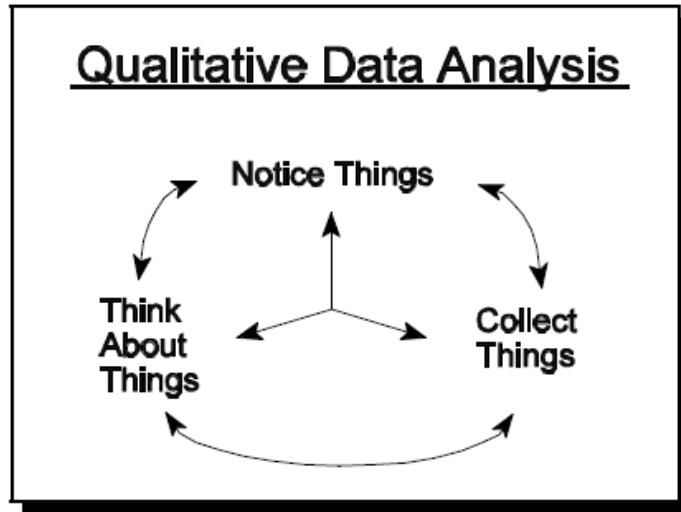 Qualitative Data Analysis
Notice Things
Think
About
Things
Collect
Things